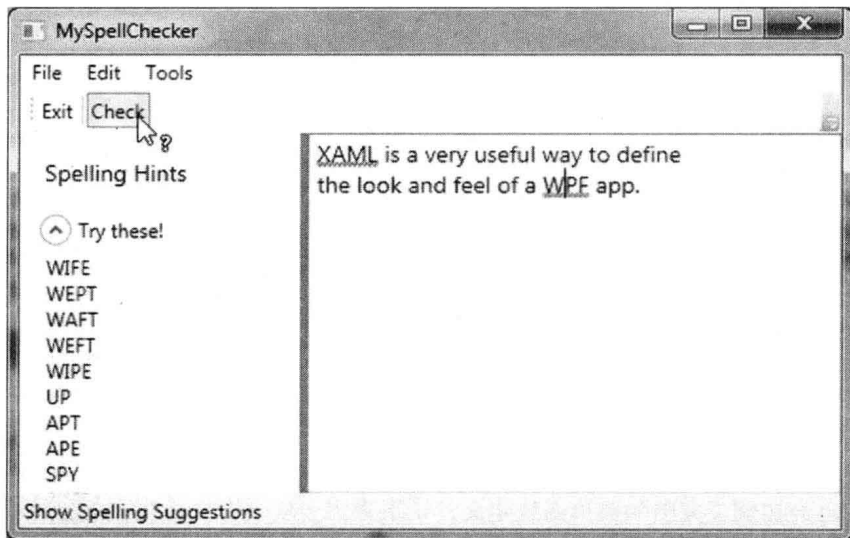 MySpellChecker
File Edit Tools
Exit Check
Spelling Hints
Try these!
WIFE
WEPT
WAFT
WEFT
WIPE
UP
APT
APE
SPY
XAML is a very useful way to define
the look and feel of a WPF app.
Show Spelling Suggestions